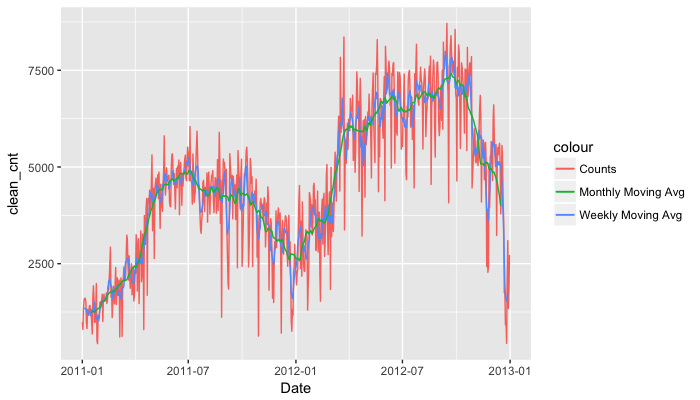 clean_cnt
7500
5000
2500
2011-01
2011-07
2012-01
2012-07
2013-01
Date
colour
Counts
Monthly Moving Avg
Weekly Moving Avg